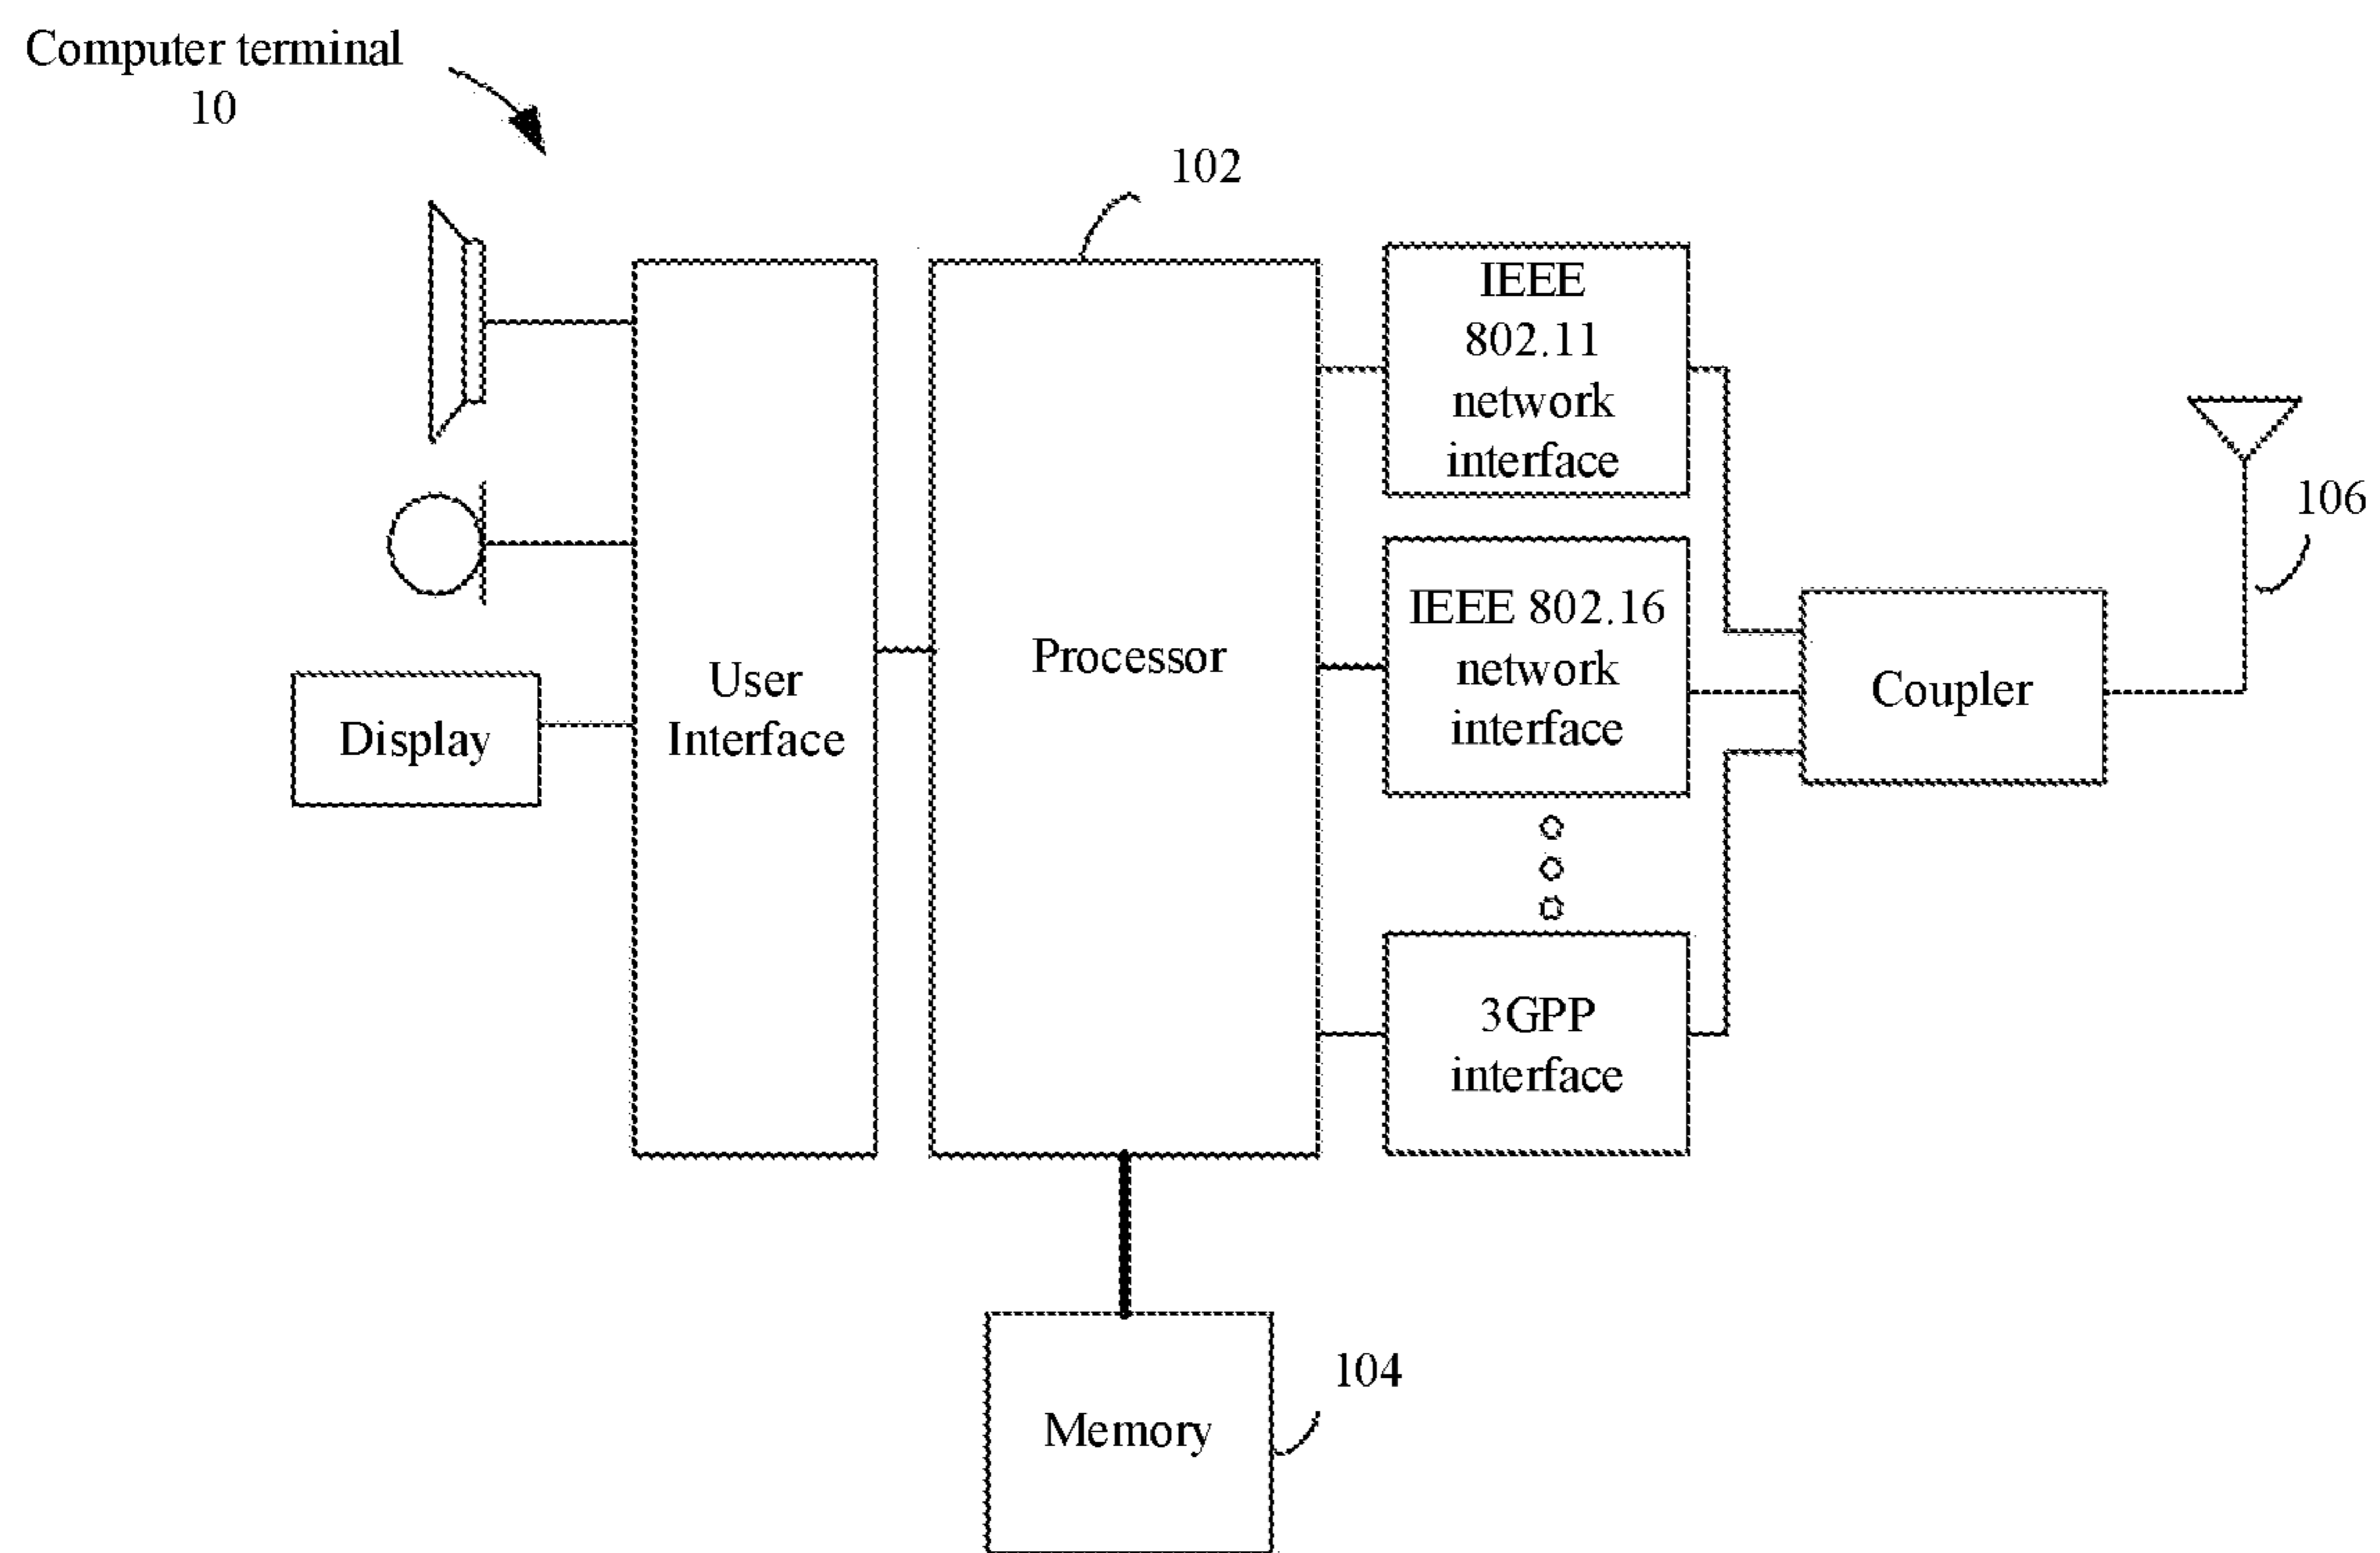 Computer terminal
10
102
IEEE
802.11
network
interface
106
IEEE 802.16
network
interface
Processor
User
Interface
Coupler
Display
3GPP
interface
104
Memory